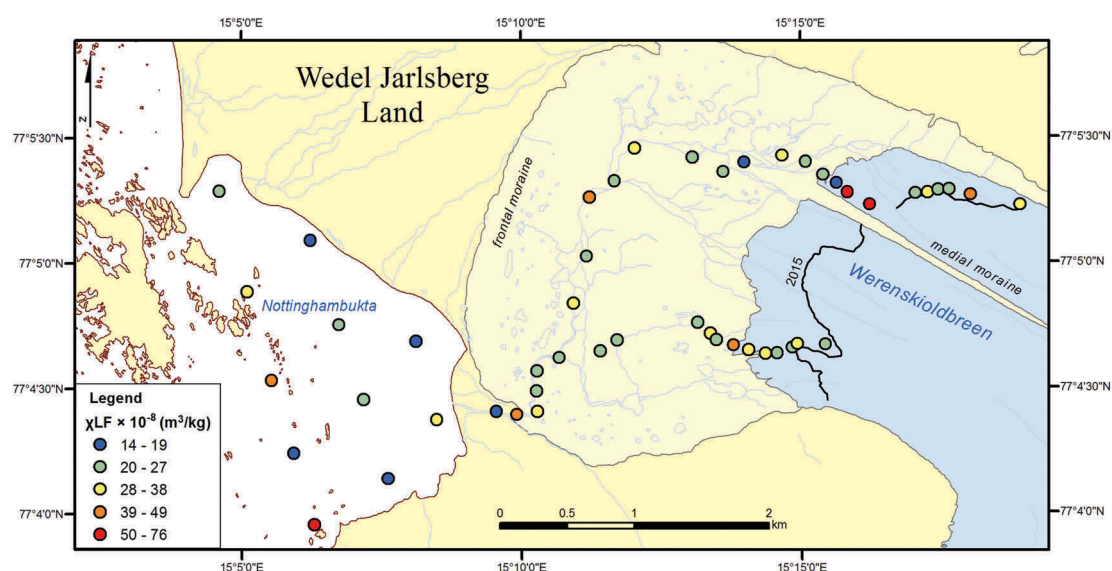 15°5'0"E 15°10'0"E 15°15'0"E
Wedel Jarlsberg
Land
N
77°5'30"N 77°5'30"N
frontal moraine
77°5'0"N 77°5'0"N
medial moraine
2015
Nottinghambukta
Werenskioldbreen
77°4'30"N 77°4'30"N
Legend
χLF × 10⁻⁸ (m³/kg)
14 - 19
20 - 27
28 - 38
39 - 49
50 - 76
77°4'0"N 77°4'0"N
0 0.5 1 2
km
15°5'0"E 15°10'0"E 15°15'0"E